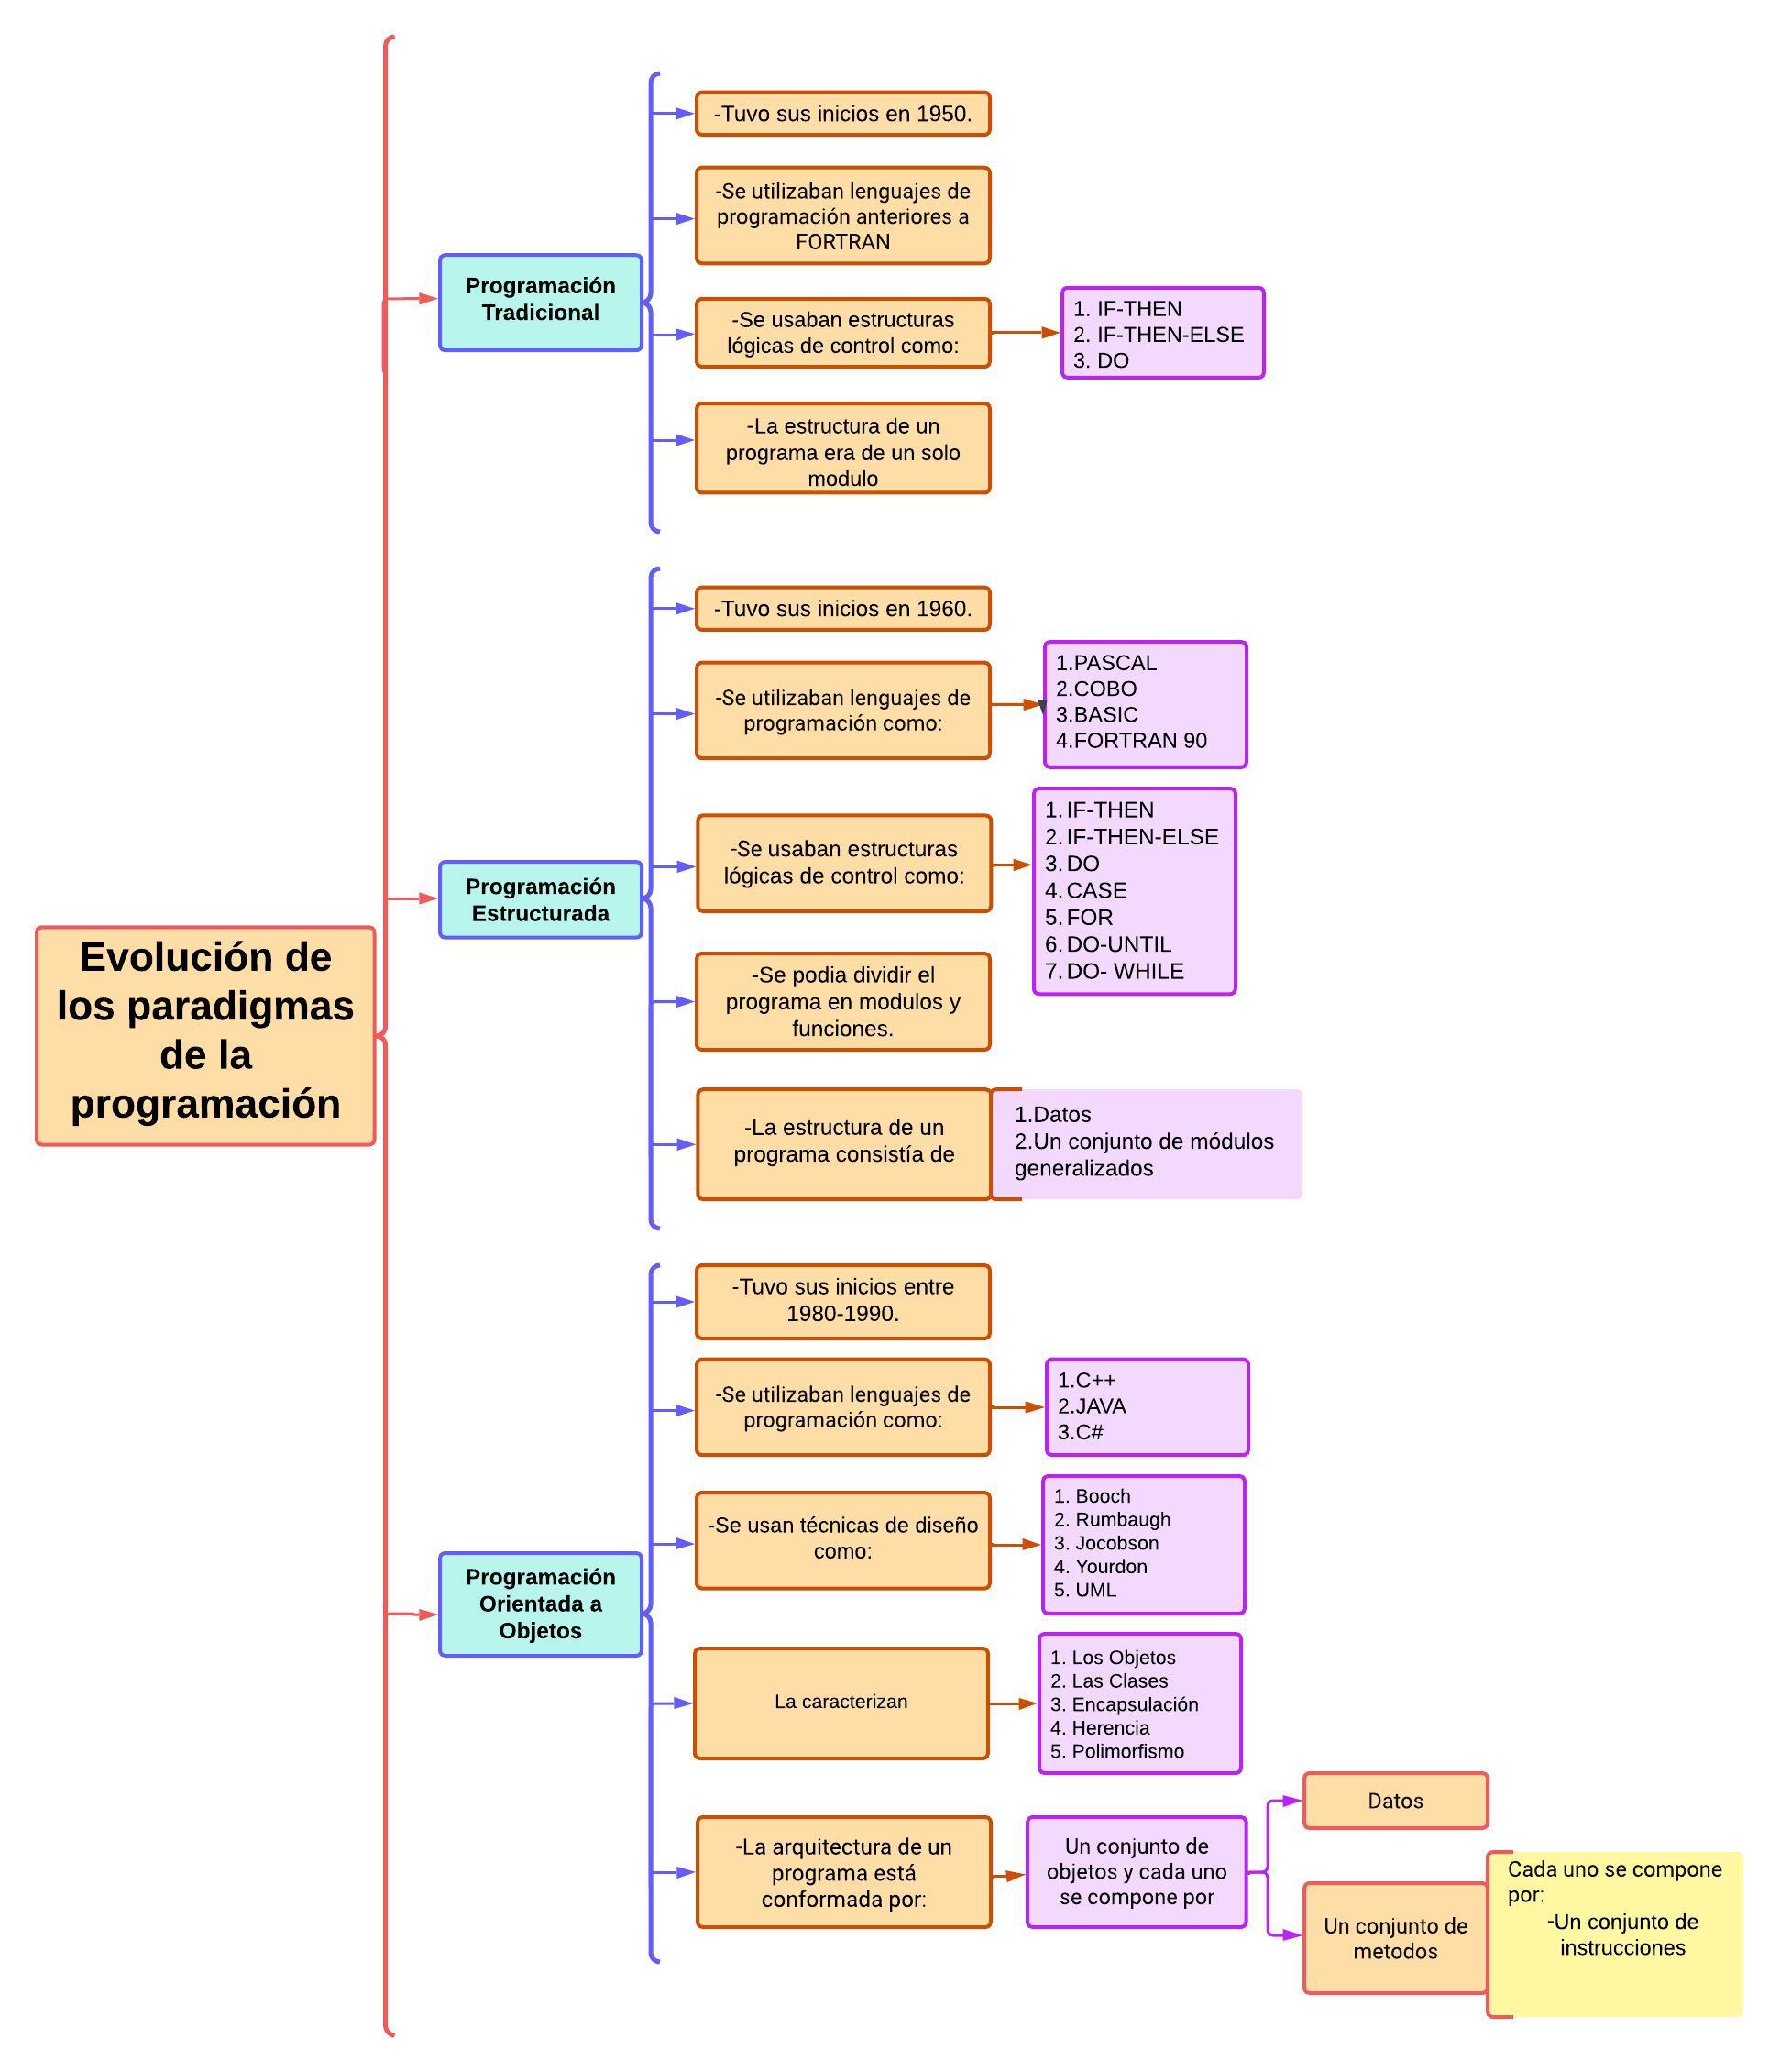 Evolución de
los paradigmas
de la
programación
Programación
Tradicional
-Tuvo sus inicios en 1950.
-Se utilizaban lenguajes de
programación anteriores a
FORTRAN
-Se usaban estructuras
lógicas de control como:
1. IF-THEN
2. IF-THEN-ELSE
3. DO
-La estructura de un
programa era de un solo
modulo
Programación
Estructurada
-Tuvo sus inicios en 1960.
-Se utilizaban lenguajes de
programación como:
1.PASCAL
2.COBO
3.BASIC
4.FORTRAN 90
-Se usaban estructuras
lógicas de control como:
1. IF-THEN
2. IF-THEN-ELSE
3. DO
4. CASE
5. FOR
6. DO-UNTIL
7. DO- WHILE
-Se podia dividir el
programa en modulos y
funciones.
-La estructura de un
programa consistía de
1.Datos
2.Un conjunto de módulos
generalizados
Programación
Orientada a
Objetos
-Tuvo sus inicios entre
1980-1990.
-Se utilizaban lenguajes de
programación como:
1.C++
2.JAVA
3.C#
-Se usan técnicas de diseño
como:
1. Booch
2. Rumbaugh
3. Jocobson
4. Yourdon
5. UML
La caracterizan
1. Los Objetos
2. Las Clases
3. Encapsulación
4. Herencia
5. Polimorfismo
-La arquitectura de un
programa está
conformada por:
Un conjunto de
objetos y cada uno
se compone por
Datos
Un conjunto de
metodos
Cada uno se compone
por:
-Un conjunto de
instrucciones